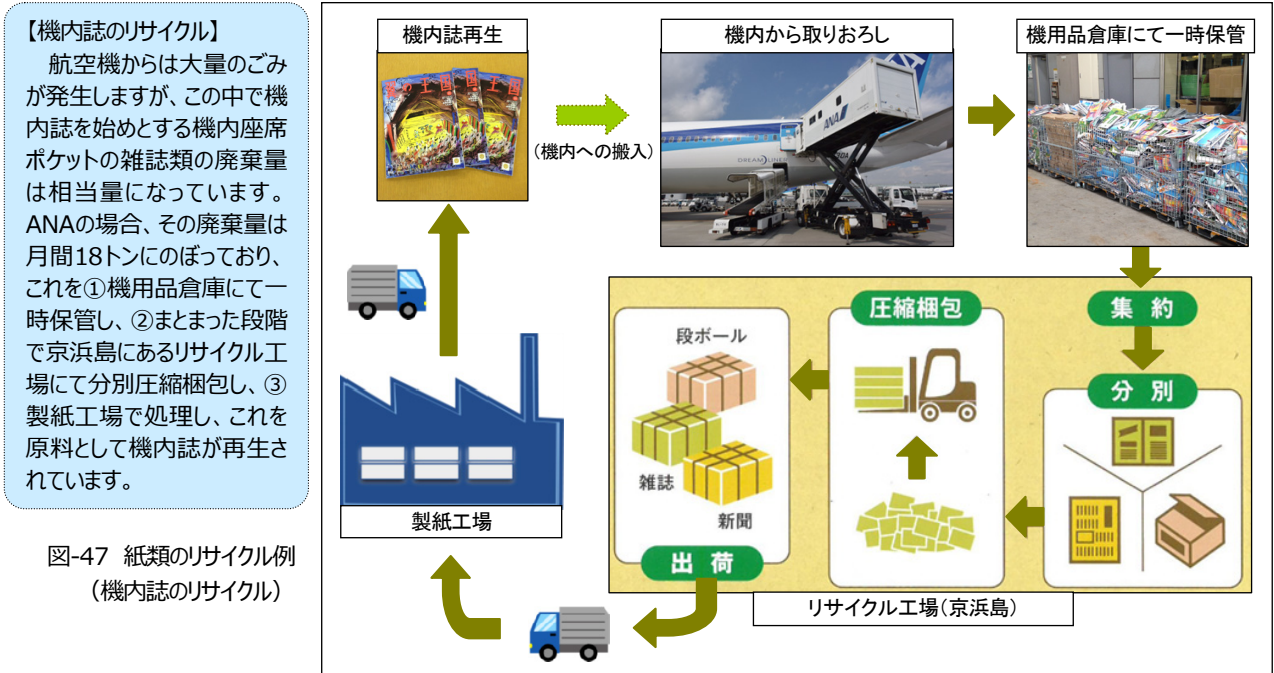 【機内誌のリサイクル】
航空機からは大量のごみ
が発生しますが、この中で機
内誌を始めとする機内座席
ポケットの雑誌類の廃棄量
は相当量になっています。
ANAの場合、その廃棄量は
月間18トンにのぼっており、
これを①機用品倉庫にて一
時保管し、②まとまった段階
で京浜島にあるリサイクル工
場にて分別圧縮梱包し、③
製紙工場で処理し、これを
原料として機内誌が再生さ
れています。
図-47 紙類のリサイクル例
（機内誌のリサイクル）
機内誌再生
(機内への搬入)
機内から取りおろし
ANA
DREAMLINER
機用品倉庫にて一時保管
集約
分別
圧縮梱包
段ボール
雑誌
新聞
出荷
リサイクル工場（京浜島）
製紙工場